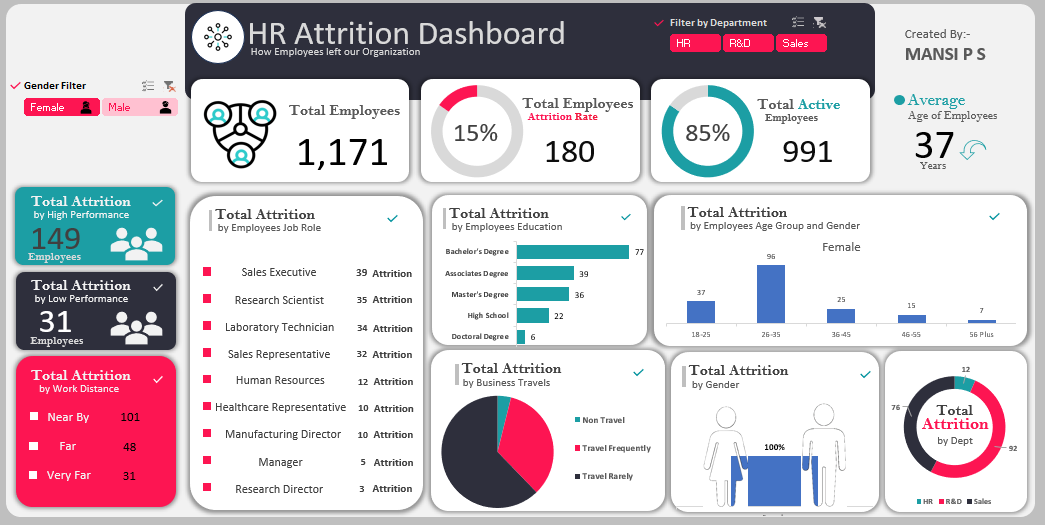 HR Attrition Dashboard
How Employees left our Organization
Filter by Department
HR
R&D
Sales
Created By:-
MANSI P S
Gender Filter
Female
Male
Total Employees
1,171
15%
Total Employees
Attrition Rate
180
85%
Total Active
Employees
991
Average
Age of Employees
37
Years
Total Attrition
by High Performance
149
Employees
Total Attrition
by Low Performance
31
Employees
Total Attrition
by Work Distance
Near By 101
Far 48
Very Far 31
Total Attrition
by Employees Job Role
Sales Executive 39 Attrition
Research Scientist 35 Attrition
Laboratory Technician 34 Attrition
Sales Representative 32 Attrition
Human Resources 12 Attrition
Healthcare Representative 10 Attrition
Manufacturing Director 10 Attrition
Manager 5 Attrition
Research Director 3 Attrition
Total Attrition
by Employees Education
Bachelor's Degree 77
Associates Degree 39
Master's Degree 36
High School 22
Doctoral Degree 6
Total Attrition
by Employees Age Group and Gender
Female
37
96
25
15
7
18-25
26-35
36-45
46-55
56 Plus
Total Attrition
by Business Travels
Non Travel
Travel Frequently
Travel Rarely
Total Attrition
by Gender
100%
12
76
92
Total
Attrition
by Dept
HR
R&D
Sales